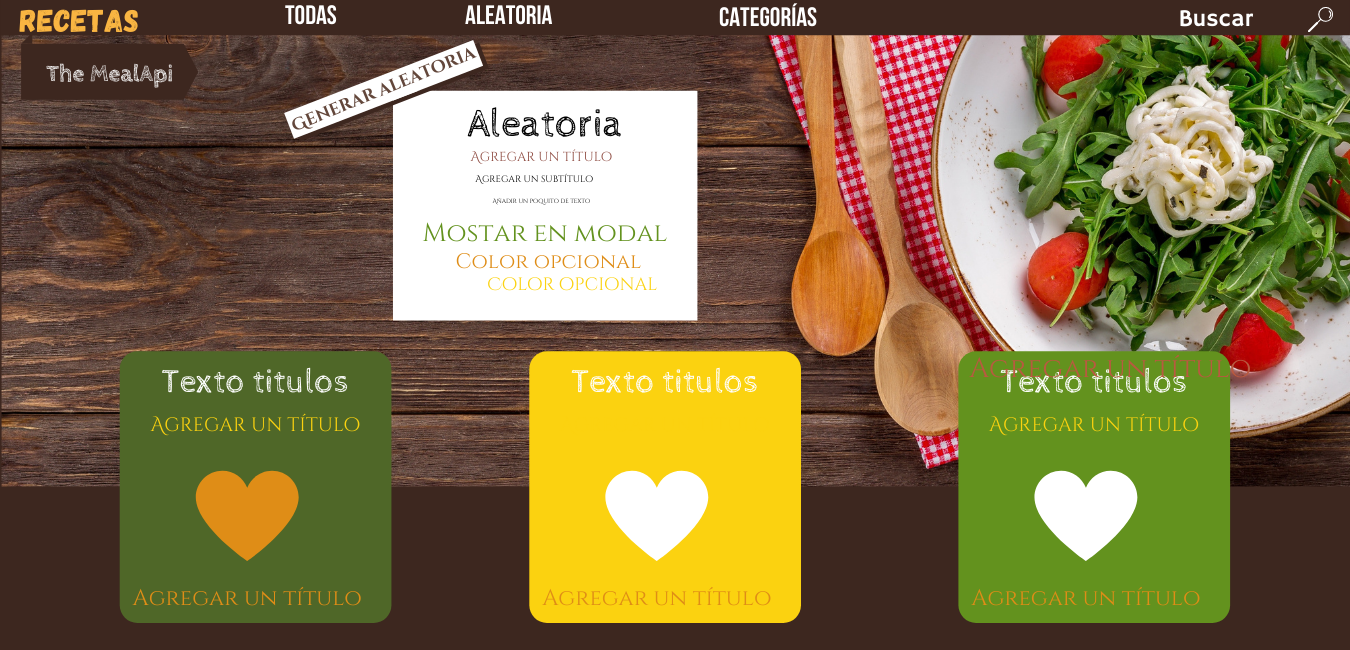 RECETAS
TODAS
ALEATORIA
CATEGORÍAS
Buscar
The MealApi
GENERAR ALEATORIA
Aleatoria
AGREGAR UN TÍTULO
AGREGAR UN SUBTÍTULO
AÑADIR UN POQUITO DE TEXTO
MOSTAR EN MODAL
COLOR OPCIONAL
COLOR OPCIONAL
Texto titulos
AGREGAR UN TÍTULO
AGREGAR UN TÍTULO
Texto titulos
AGREGAR UN TÍTULO
AGREGAR UN TÍTULO
Texto titulos
AGREGAR UN TÍTULO
AGREGAR UN TÍTULO